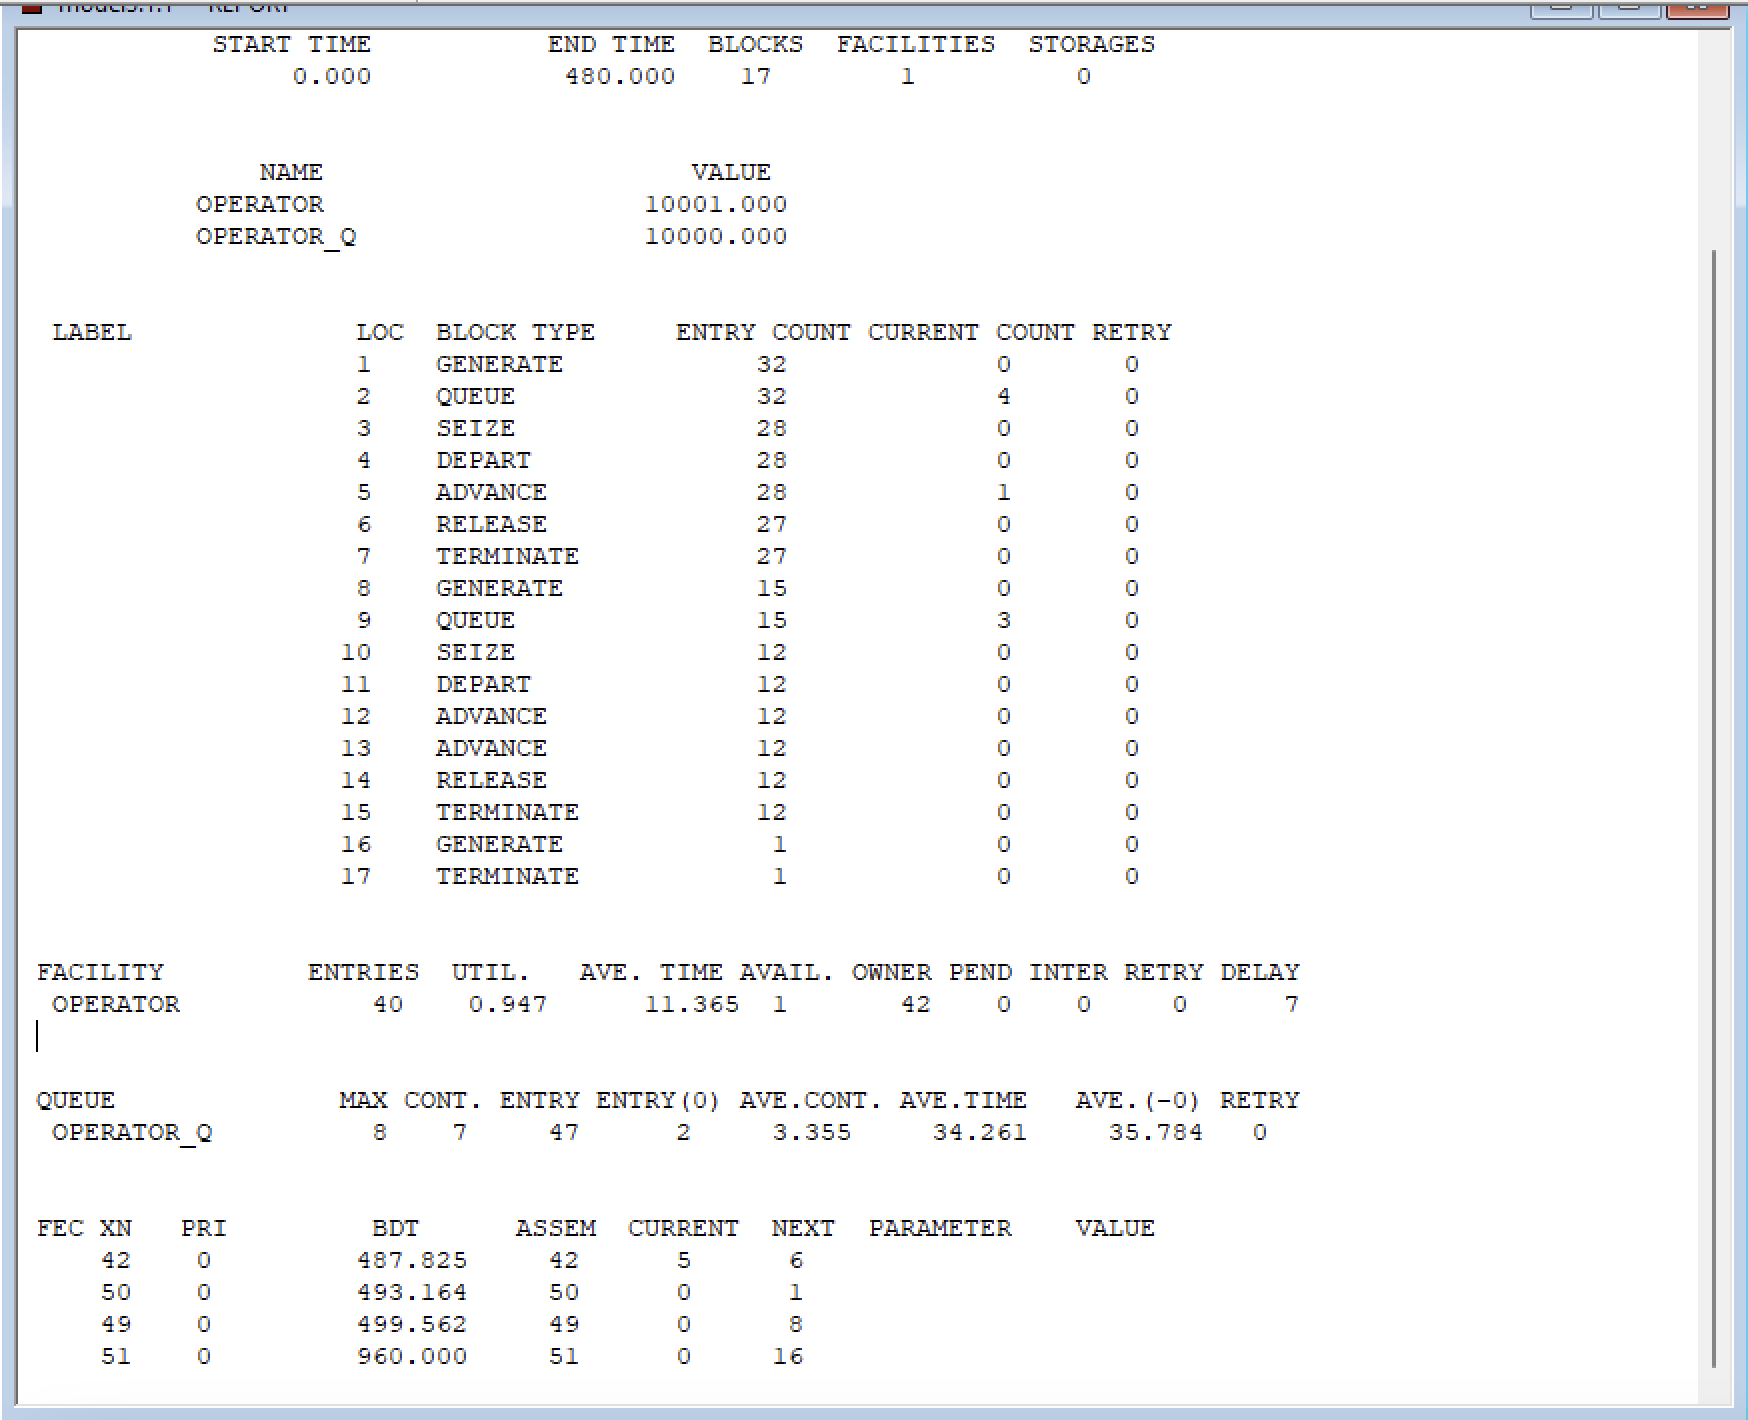 START TIME END TIME BLOCKS FACILITIES STORAGES
0.000 480.000 17 1 0
NAME VALUE
OPERATOR 10001.000
OPERATOR_Q 10000.000
LABEL LOC BLOCK TYPE ENTRY COUNT CURRENT COUNT RETRY
1 GENERATE 32 0 0
2 QUEUE 32 4 0
3 SEIZE 28 0 0
4 DEPART 28 0 0
5 ADVANCE 28 1 0
6 RELEASE 27 0 0
7 TERMINATE 27 0 0
8 GENERATE 15 0 0
9 QUEUE 15 3 0
10 SEIZE 12 0 0
11 DEPART 12 0 0
12 ADVANCE 12 0 0
13 ADVANCE 12 0 0
14 RELEASE 12 0 0
15 TERMINATE 12 0 0
16 GENERATE 1 0 0
17 TERMINATE 1 0 0
FACILITY ENTRIES UTIL. AVE. TIME AVAIL. OWNER PEND INTER RETRY DELAY
OPERATOR 40 0.947 11.365 1 42 0 0 0 7
QUEUE MAX CONT. ENTRY ENTRY(0) AVE.CONT. AVE.TIME AVE.(-0) RETRY
OPERATOR_Q 8 7 47 2 3.355 34.261 35.784 0
FEC XN PRI BDT ASSEM CURRENT NEXT PARAMETER VALUE
42 0 487.825 42 5 6
50 0 493.164 50 0 1
49 0 499.562 49 0 8
51 0 960.000 51 0 16